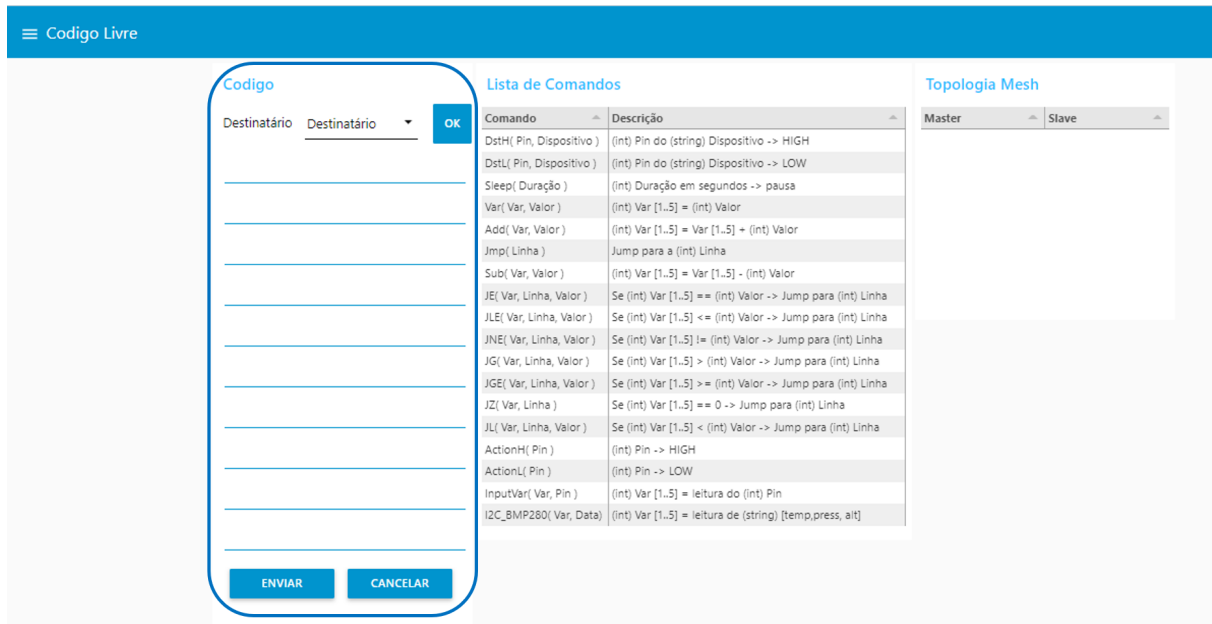 Codigo Livre
Codigo
Destinatário Destinatário OK
ENVIAR CANCELAR
Lista de Comandos
Comando Descrição
DstH( Pin, Dispositivo ) (int) Pin do (string) Dispositivo -> HIGH
DstL( Pin, Dispositivo ) (int) Pin do (string) Dispositivo -> LOW
Sleep( Duração ) (int) Duração em segundos -> pausa
Var( Var, Valor ) (int) Var [1..5] = (int) Valor
Add( Var, Valor ) (int) Var [1..5] = Var [1..5] + (int) Valor
Jmp( Linha ) Jump para a (int) Linha
Sub( Var, Valor ) (int) Var [1..5] = Var [1..5] - (int) Valor
JE( Var, Linha, Valor ) Se (int) Var [1..5] == (int) Valor -> Jump para (int) Linha
JLE( Var, Linha, Valor ) Se (int) Var [1..5] <= (int) Valor -> Jump para (int) Linha
JNE( Var, Linha, Valor ) Se (int) Var [1..5] != (int) Valor -> Jump para (int) Linha
JG( Var, Linha, Valor ) Se (int) Var [1..5] > (int) Valor -> Jump para (int) Linha
JGE( Var, Linha, Valor ) Se (int) Var [1..5] >= (int) Valor -> Jump para (int) Linha
JZ( Var, Linha ) Se (int) Var [1..5] == 0 -> Jump para (int) Linha
JL( Var, Linha, Valor ) Se (int) Var [1..5] < (int) Valor -> Jump para (int) Linha
ActionH( Pin ) (int) Pin -> HIGH
ActionL( Pin ) (int) Pin -> LOW
InputVar( Var, Pin ) (int) Var [1..5] = leitura do (int) Pin
I2C_BMP280( Var, Data) (int) Var [1..5] = leitura de (string) [temp,press, alt]
Topologia Mesh
Master Slave